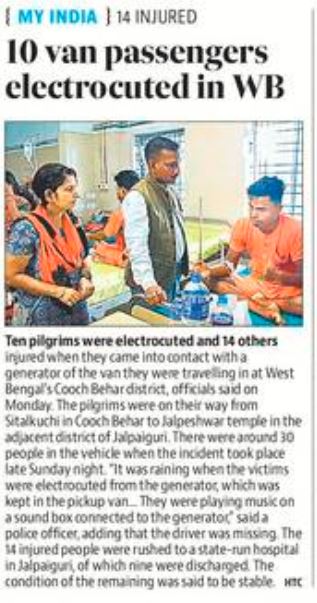 { MY INDIA } 14 INJURED
10 van passengers
electrocuted in WB
Ten pilgrims were electrocuted and 14 others
injured when they came into contact with a
generator of the van they were travelling in at West
Bengal's Cooch Behar district, officials said on
Monday. The pilgrims were on their way from
Sitalkuchi in Cooch Behar to Jalpeshwar temple in the
adjacent district of Jalpaiguri. There were around 30
people in the vehicle when the incident took place
late Sunday night. "It was raining when the victims
were electrocuted from the generator, which was
kept in the pickup van... They were playing music on
a sound box connected to the generator," said a
police officer, adding that the driver was missing. The
14 injured people were rushed to a state-run hospital
in Jalpaiguri, of which nine were discharged. The
condition of the remaining was said to be stable. HTC